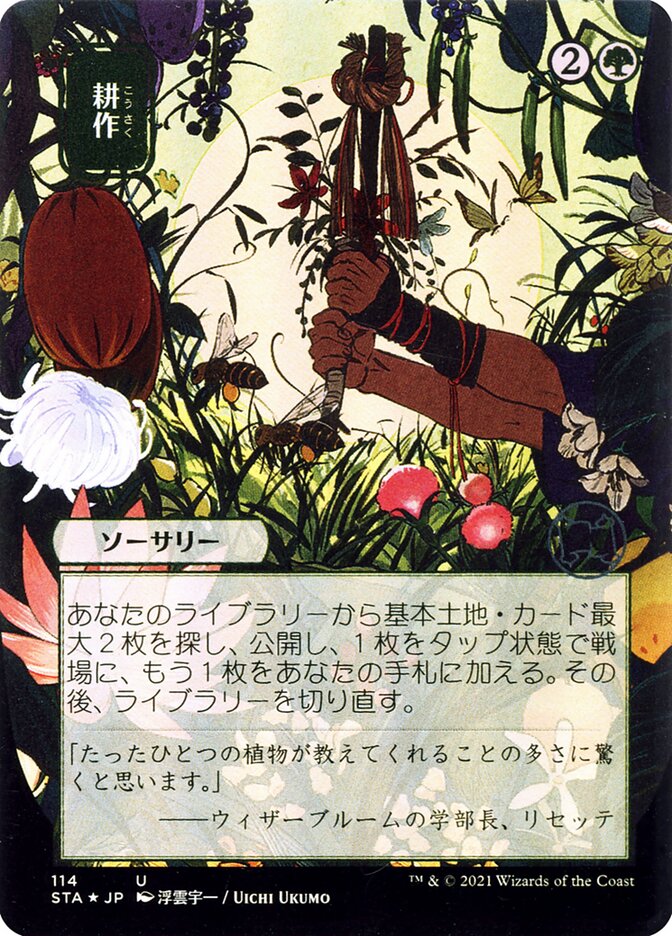 2
耕作
こうさく
ソーサリー
あなたのライブラリーから基本土地・カード最
大2枚を探し、公開し、1枚をタップ状態で戦
場に、もう1枚をあなたの手札に加える。その
後、ライブラリーを切り直す。
「たったひとつの植物が教えてくれることの多さに驚
くと思います。」
——ウィザーブルームの学部長、リセッテ
114 U
STA ★ JP 浮雲宇一 / UICHI UKUMO
™ & © 2021 Wizards of the Coast